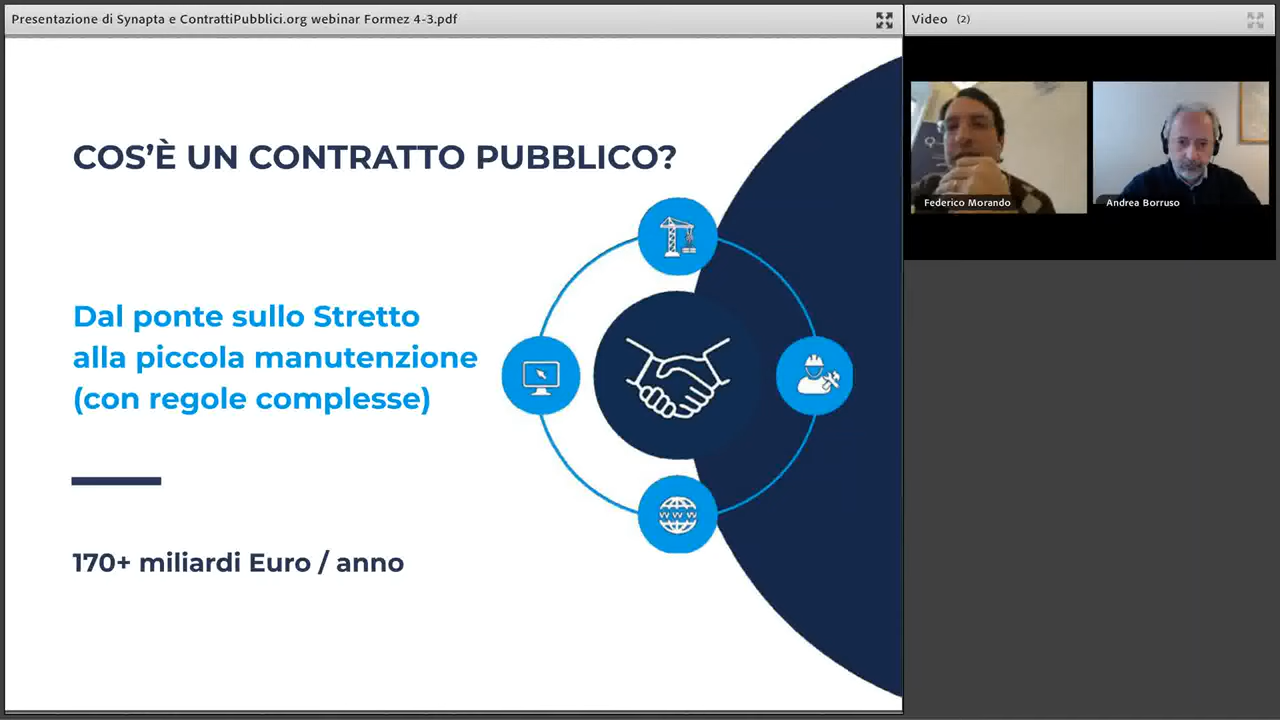 Presentazione di Synapta e ContrattiPubblici.org webinar Formez 4-3.pdf
Video (2)
COS'È UN CONTRATTO PUBBLICO?
Dal ponte sullo Stretto
alla piccola manutenzione
(con regole complesse)
170+ miliardi Euro / anno
WWW
Federico Morando
Andrea Borruso